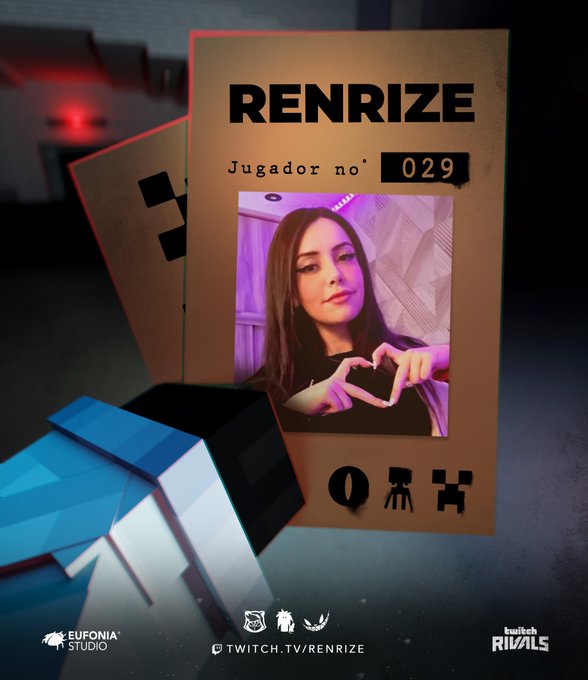 RENRIZE
Jugador no° 029
EUFONIA®
STUDIO
TWITCH.TV/RENRIZE
twitch
RIVALS